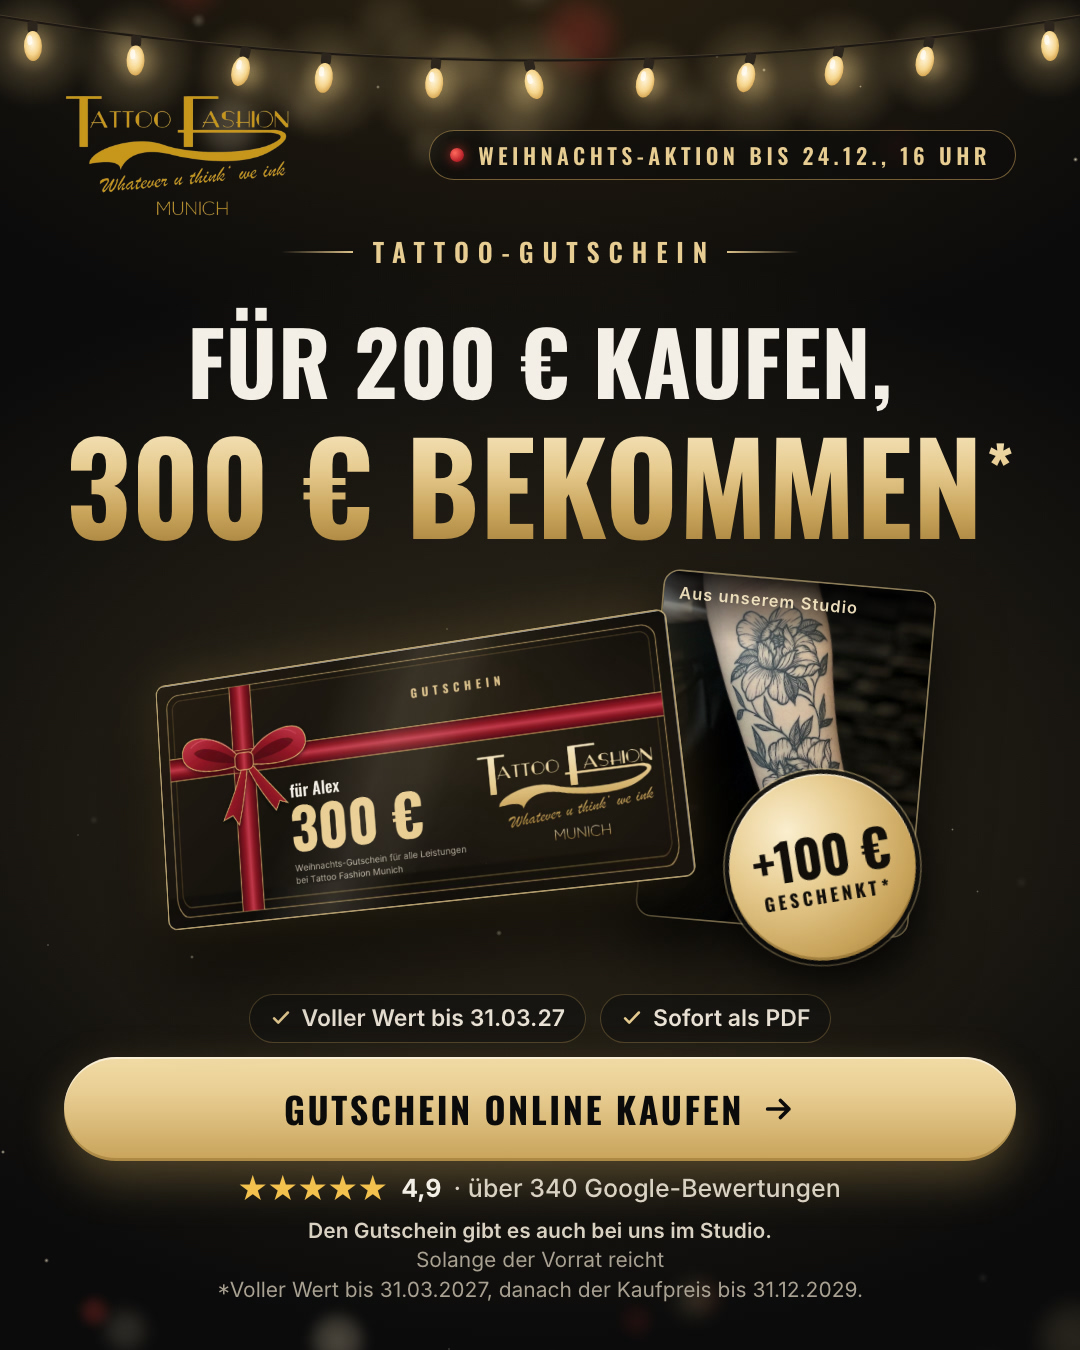 TATTOO FASHION
Whatever u think' we ink
MUNICH
WEIHNACHTS-AKTION BIS 24.12., 16 UHR
TATTOO-GUTSCHEIN
FÜR 200 € KAUFEN,
300 € BEKOMMEN*
Aus unserem Studio
GUTSCHEIN
für Alex
300 €
Weihnachts-Gutschein für alle Leistungen
bei Tattoo Fashion Munich
TATTOO FASHION
Whatever u think' we ink
MUNICH
+100 €
GESCHENKT*
Voller Wert bis 31.03.27
Sofort als PDF
GUTSCHEIN ONLINE KAUFEN →
★★★★★ 4,9 · über 340 Google-Bewertungen
Den Gutschein gibt es auch bei uns im Studio.
Solange der Vorrat reicht
*Voller Wert bis 31.03.2027, danach der Kaufpreis bis 31.12.2029.